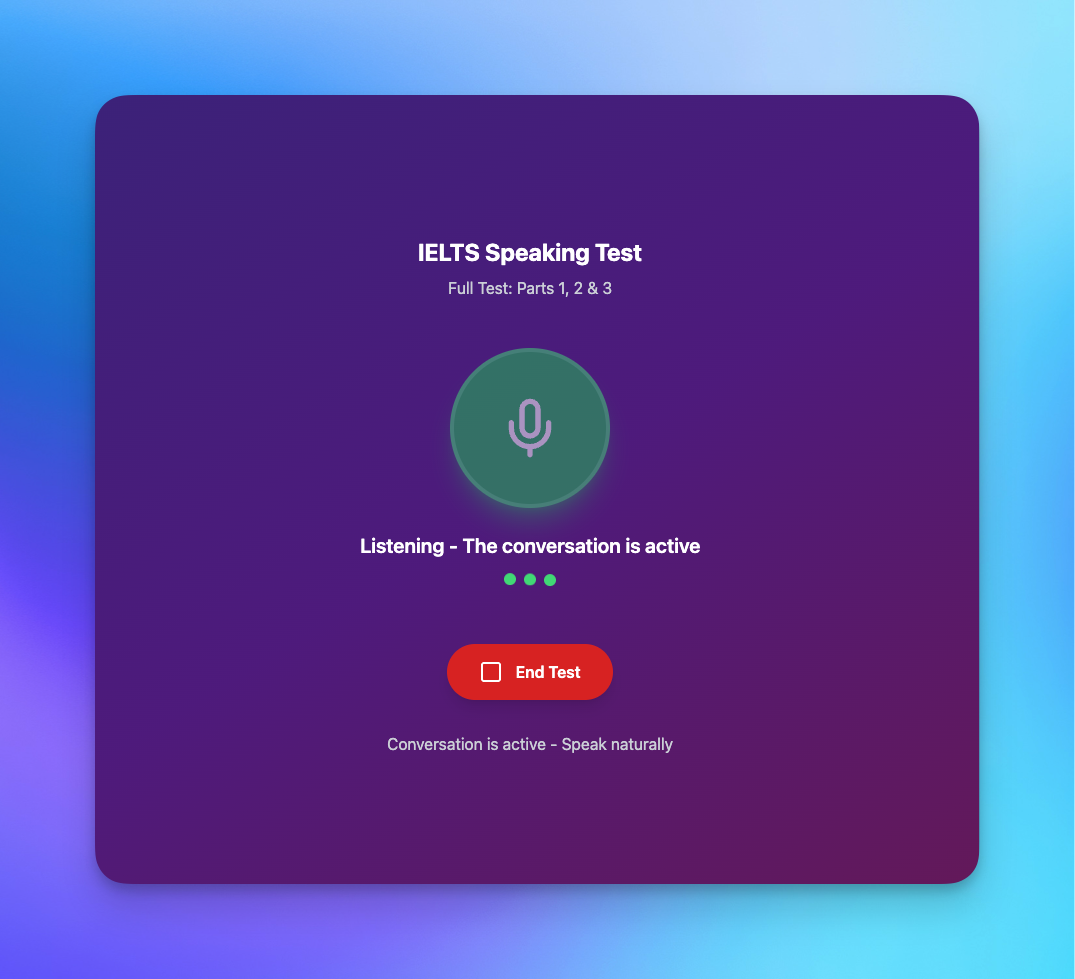 IELTS Speaking Test
Full Test: Parts 1, 2 & 3
Listening - The conversation is active
End Test
Conversation is active - Speak naturally